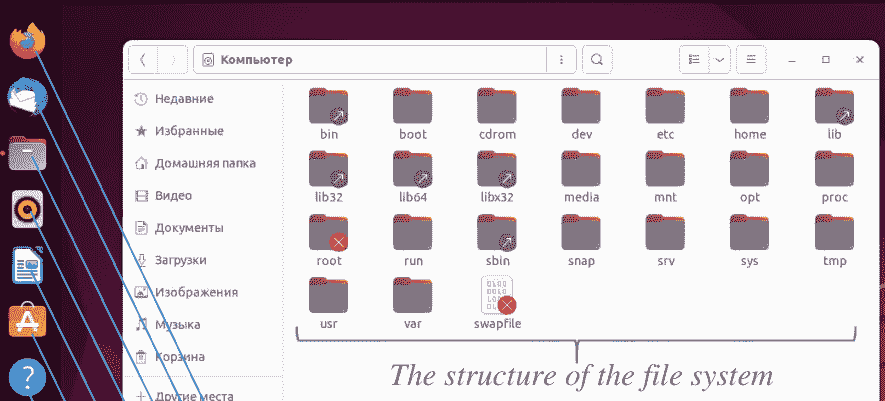 Компьютер
Недавние
Избранные
Домашняя папка
Видео
Документы
Загрузки
Изображения
Музыка
Корзина
Другие места
bin boot cdrom dev etc home lib
lib32 lib64 libx32 media mnt opt proc
root run sbin snap srv sys tmp
usr var swapfile
The structure of the file system